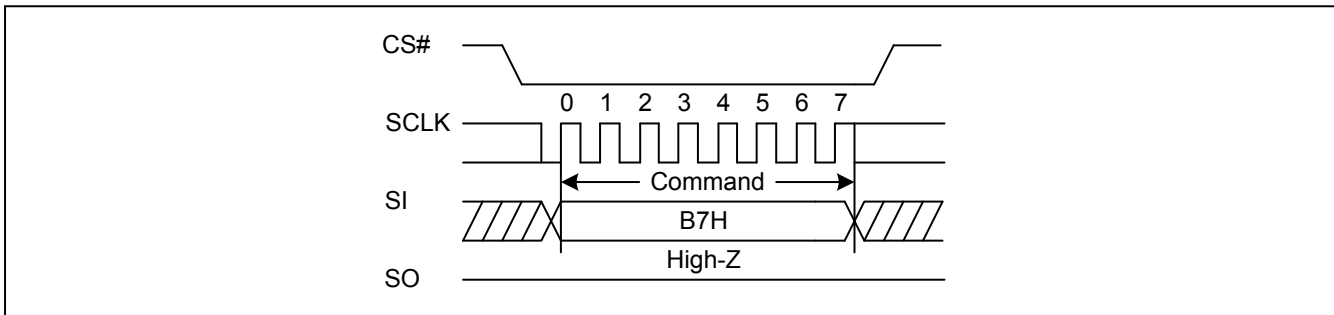 CS#
0 1 2 3 4 5 6 7
SCLK
Command
SI
B7H
High-Z
SO